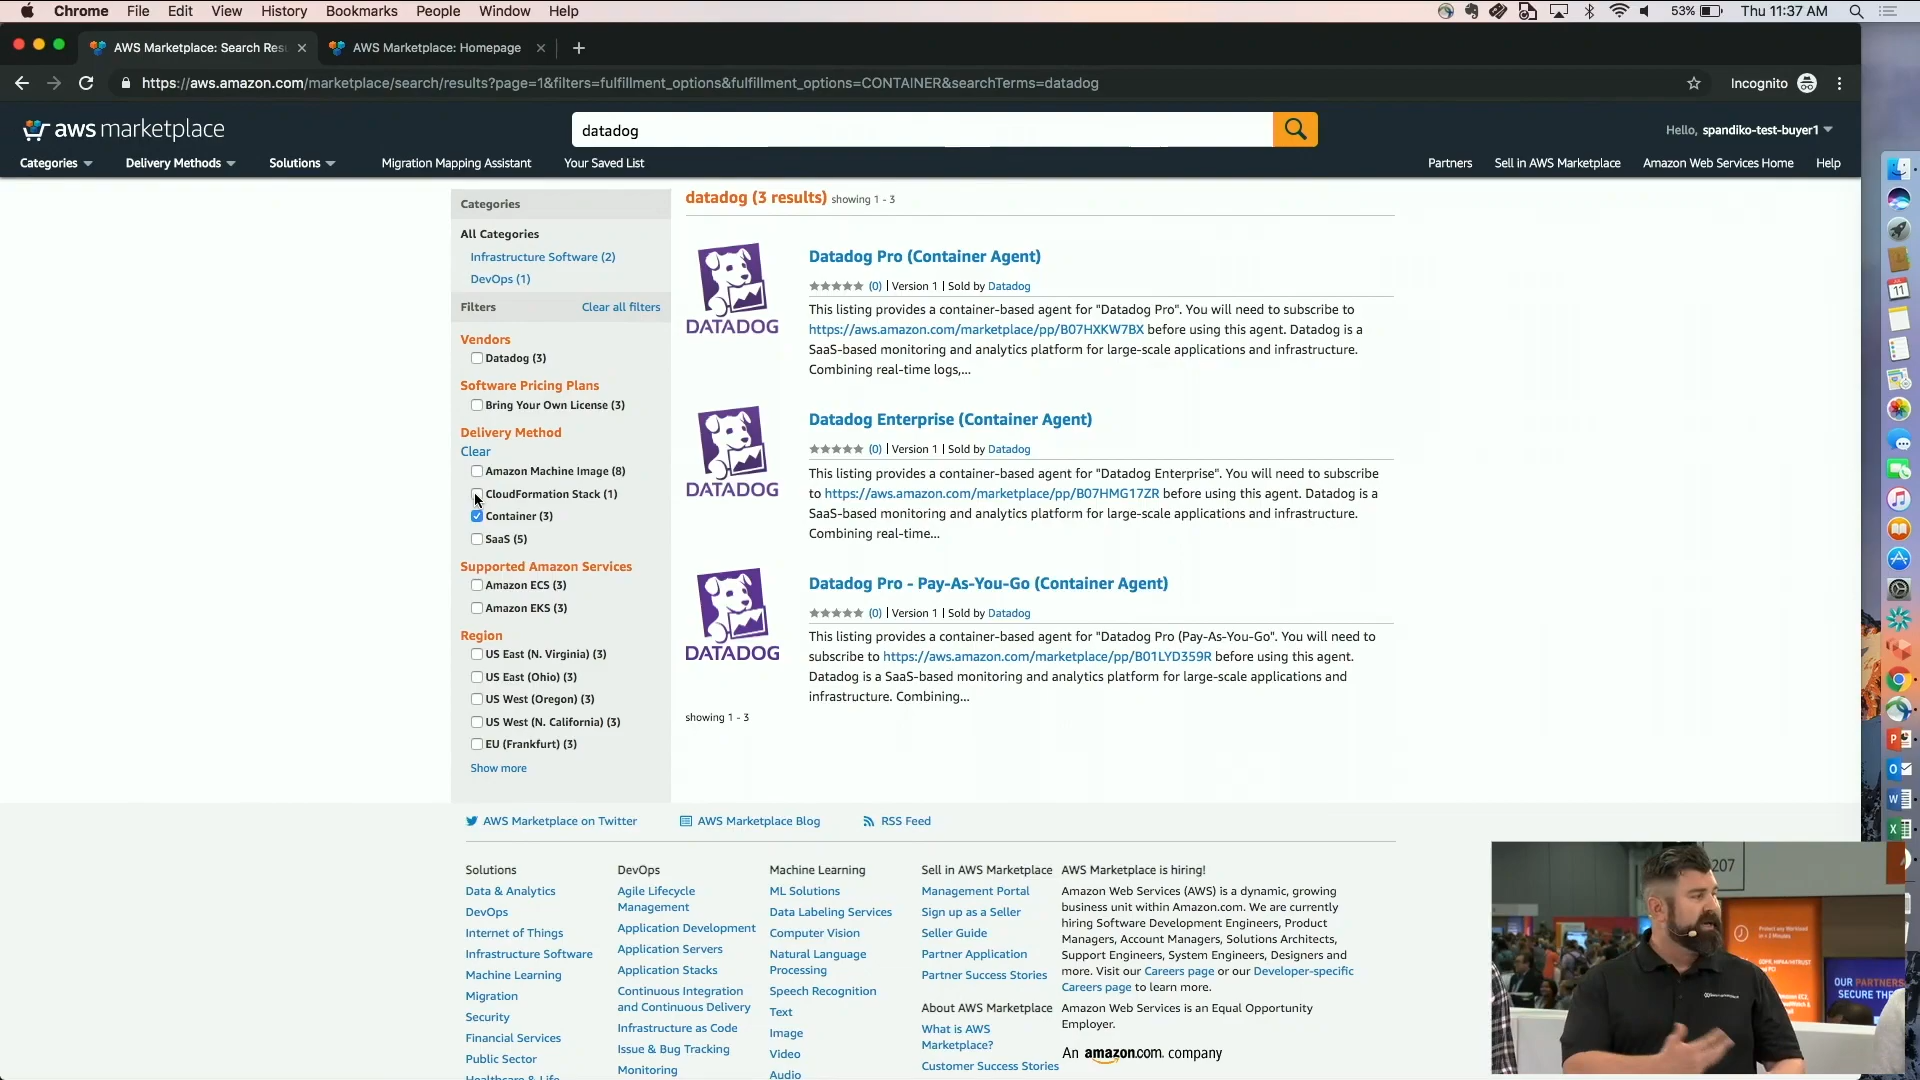 Chrome File Edit View History Bookmarks People Window Help
53% Thu 11:37 AM
AWS Marketplace: Search Res
AWS Marketplace: Homepage
https://aws.amazon.com/marketplace/search/results?page=1&filters=fulfillment_options&fulfillment_options=CONTAINER&searchTerms=datadog
Incognito
aws marketplace
datadog
Hello, spandiko-test-buyer1
Categories Delivery Methods Solutions Migration Mapping Assistant Your Saved List
Partners Sell in AWS Marketplace Amazon Web Services Home Help
Categories
All Categories
Infrastructure Software (2)
DevOps (1)
Filters Clear all filters
Vendors
Datadog (3)
Software Pricing Plans
Bring Your Own License (3)
Delivery Method
Clear
Amazon Machine Image (8)
CloudFormation Stack (1)
Container (3)
SaaS (5)
Supported Amazon Services
Amazon ECS (3)
Amazon EKS (3)
Region
US East (N. Virginia) (3)
US East (Ohio) (3)
US West (Oregon) (3)
US West (N. California) (3)
EU (Frankfurt) (3)
Show more
datadog (3 results) showing 1 - 3
DATADOG
Datadog Pro (Container Agent)
(0) | Version 1 | Sold by Datadog
This listing provides a container-based agent for "Datadog Pro". You will need to subscribe to
https://aws.amazon.com/marketplace/pp/B07HXKW7BX before using this agent. Datadog is a
SaaS-based monitoring and analytics platform for large-scale applications and infrastructure.
Combining real-time logs,...
DATADOG
Datadog Enterprise (Container Agent)
(0) | Version 1 | Sold by Datadog
This listing provides a container-based agent for "Datadog Enterprise". You will need to subscribe
to https://aws.amazon.com/marketplace/pp/B07HMG17ZR before using this agent. Datadog is a
SaaS-based monitoring and analytics platform for large-scale applications and infrastructure.
Combining real-time...
DATADOG
Datadog Pro - Pay-As-You-Go (Container Agent)
(0) | Version 1 | Sold by Datadog
This listing provides a container-based agent for "Datadog Pro (Pay-As-You-Go". You will need to
subscribe to https://aws.amazon.com/marketplace/pp/B01LYD359R before using this agent.
Datadog is a SaaS-based monitoring and analytics platform for large-scale applications and
infrastructure. Combining...
showing 1 - 3
AWS Marketplace on Twitter AWS Marketplace Blog RSS Feed
Solutions
Data & Analytics
DevOps
Internet of Things
Infrastructure Software
Machine Learning
Migration
Security
Financial Services
Public Sector
Healthcare & Life
DevOps
Agile Lifecycle
Management
Application Development
Application Servers
Application Stacks
Continuous Integration
and Continuous Delivery
Infrastructure as Code
Issue & Bug Tracking
Monitoring
Machine Learning
ML Solutions
Data Labeling Services
Computer Vision
Natural Language
Processing
Speech Recognition
Text
Image
Video
Audio
Sell in AWS Marketplace
Management Portal
Sign up as a Seller
Seller Guide
Partner Application
Partner Success Stories
About AWS Marketplace
What is AWS
Marketplace?
Customer Success Stories
AWS Marketplace is hiring!
Amazon Web Services (AWS) is a dynamic, growing
business unit within Amazon.com. We are currently
hiring Software Development Engineers, Product
Managers, Account Managers, Solutions Architects,
Support Engineers, System Engineers, Designers and
more. Visit our Careers page or our Developer-specific
Careers page to learn more.
Amazon Web Services is an Equal Opportunity
Employer.
An amazon.com. company
207
OUR PARTNERS
SECURE THE